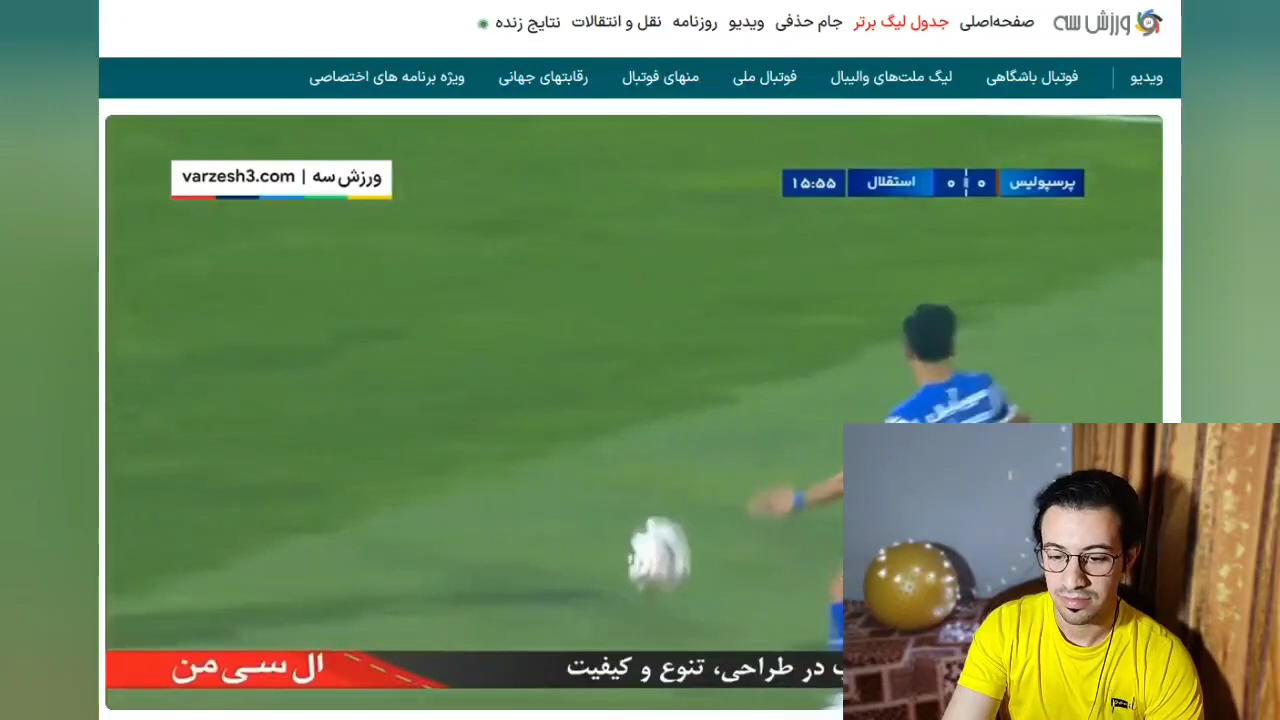 ورزش سه صفحه‌اصلی جدول لیگ برتر جام حذفی ویدیو روزنامه نقل و انتقالات نتایج زنده
ویدیو | فوتبال باشگاهی لیگ ملت‌های والیبال فوتبال ملی منهای فوتبال رقابتهای جهانی ویژه برنامه های اختصاصی
پرسپولیس ۰ ۰ استقلال ۱۵:۵۵
ورزش سه | varzesh3.com
در طراحی، تنوع و کیفیت
ال سی من